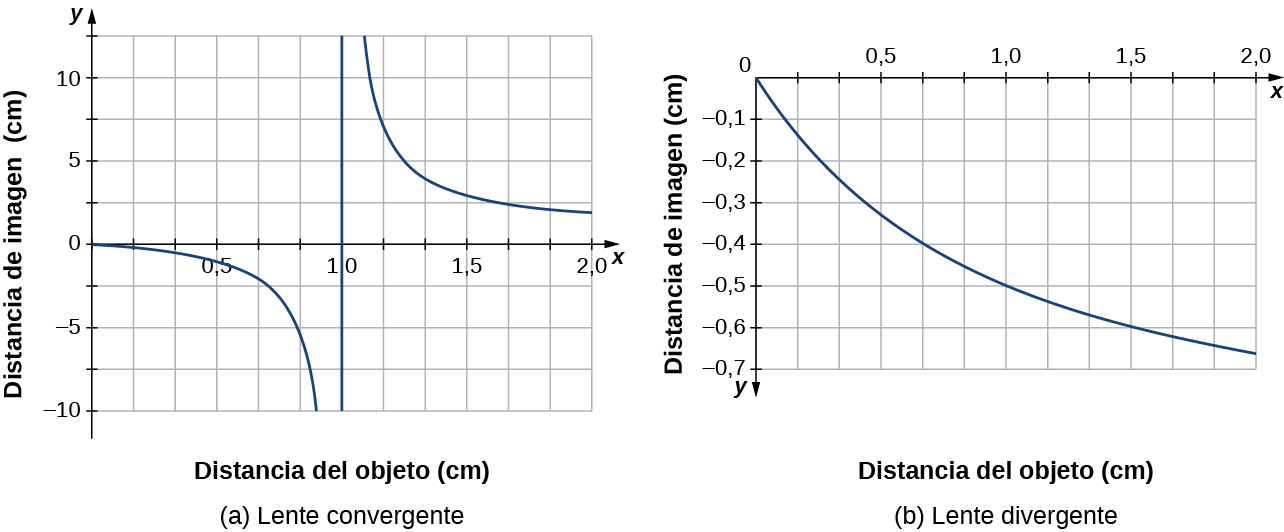 y
Distancia de imagen (cm)
10
5
0
−5
−10
0,5
1 0
1,5
2,0
x
Distancia del objeto (cm)
(a) Lente convergente
0
0,5
1,0
1,5
2,0
x
Distancia de imagen (cm)
−0,1
−0,2
−0,3
−0,4
−0,5
−0,6
−0,7
y
Distancia del objeto (cm)
(b) Lente divergente